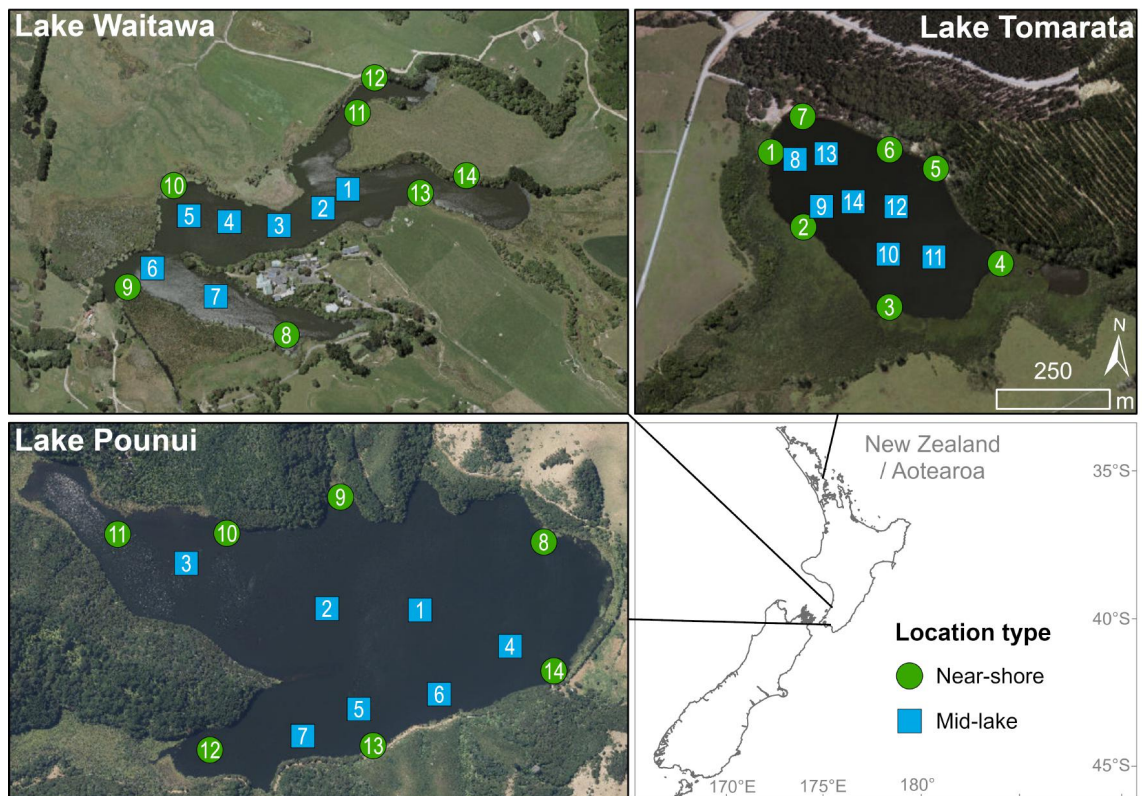 Lake Waitawa
12
11
14
10
13
1
2
5
4
3
6
9
7
8
Lake Tomarata
7
1
8
13
6
5
9
14
12
2
10
11
4
3
N
250
m
Lake Pounui
9
11
10
8
3
2
1
4
14
6
5
7
13
12
New Zealand
/ Aotearoa
35°S
40°S
45°S
Location type
Near-shore
Mid-lake
170°E
175°E
180°